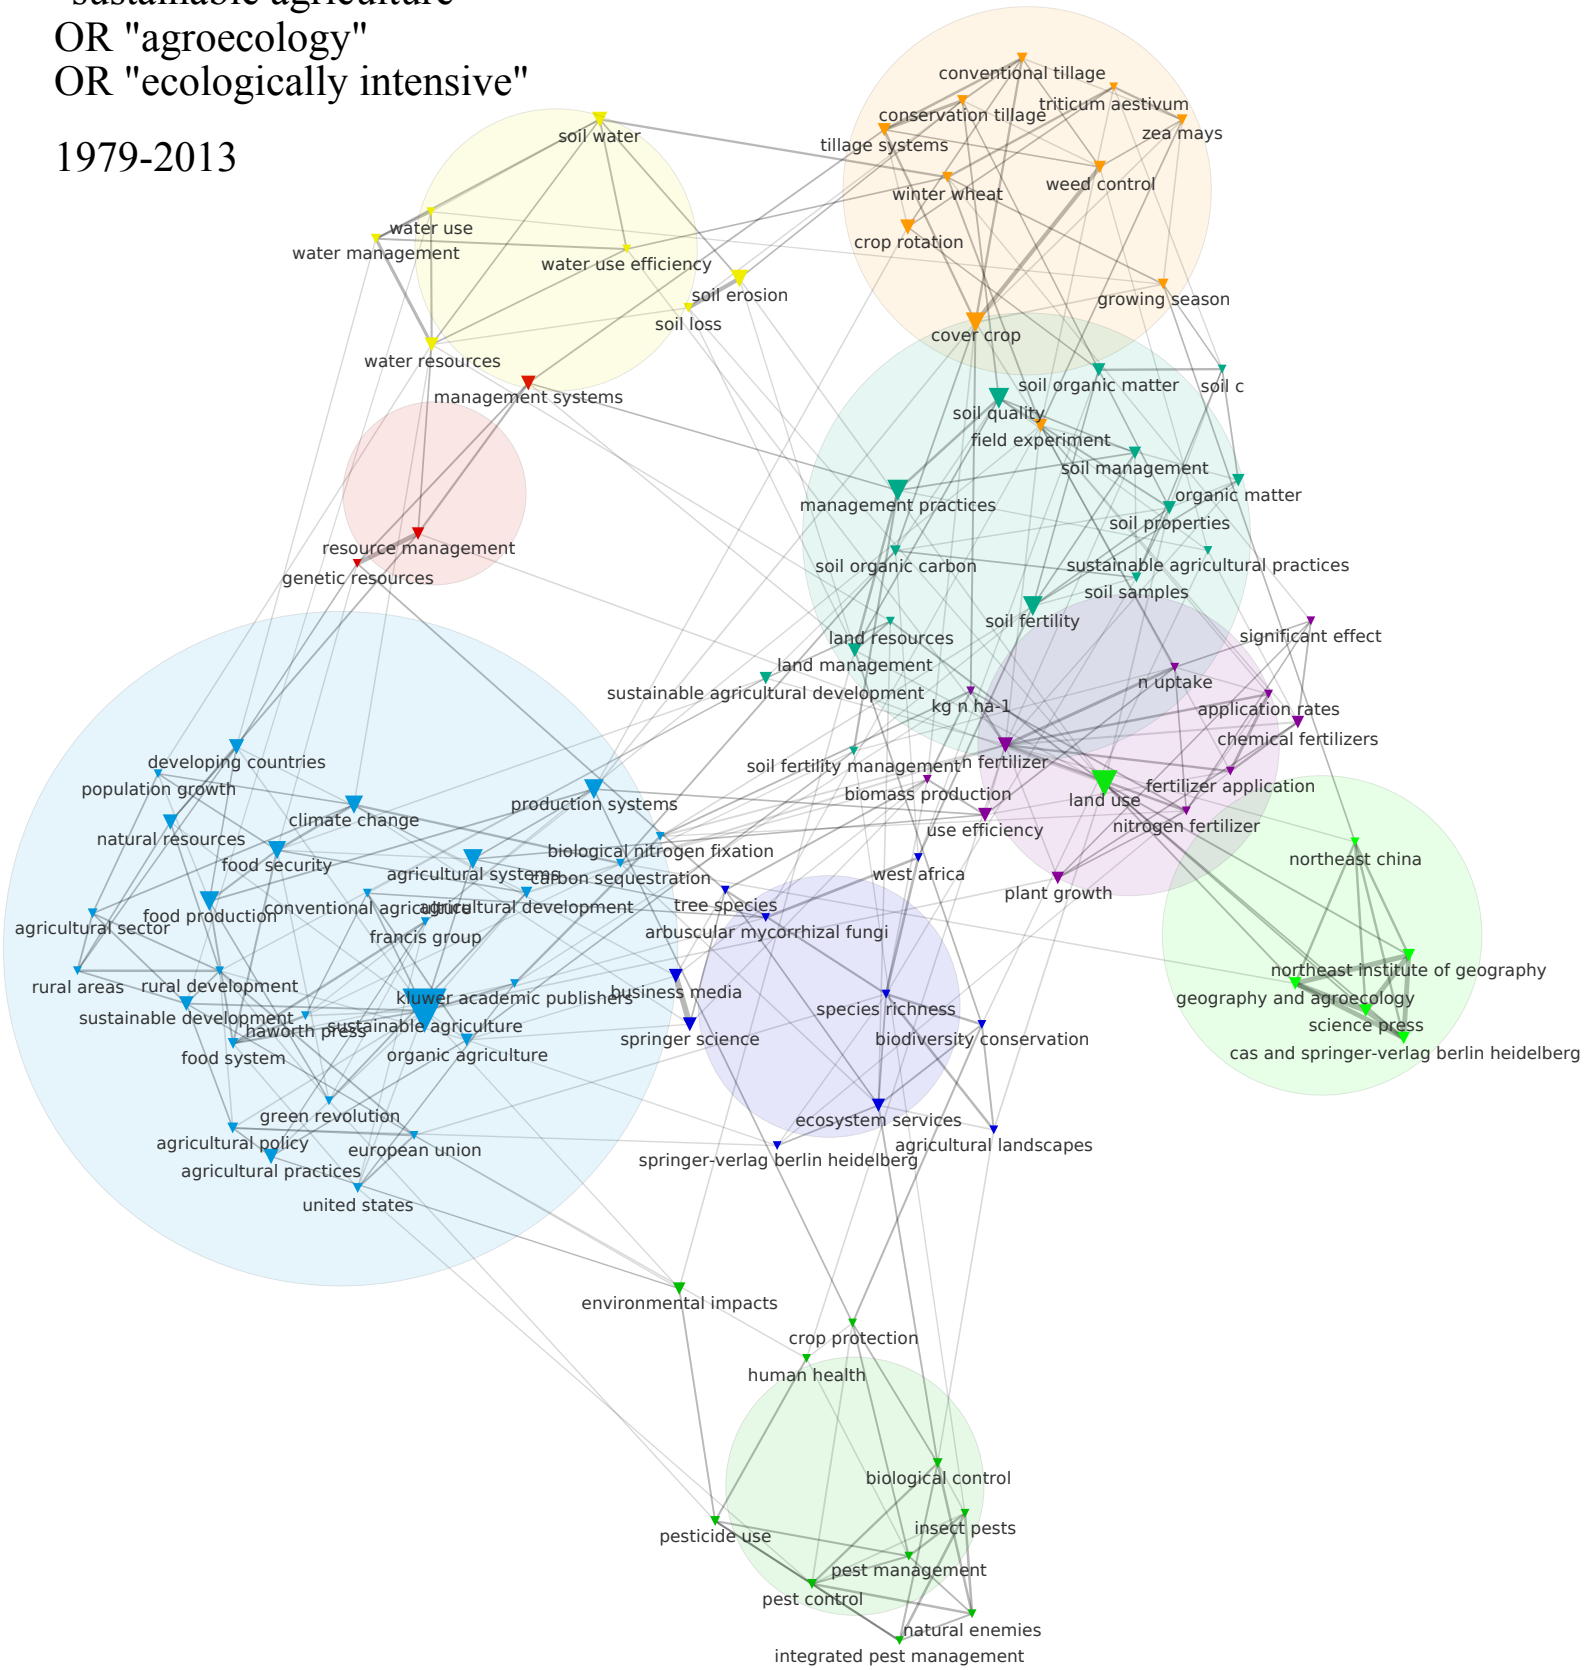 "sustainable agriculture"
OR "agroecology"
OR "ecologically intensive"
1979-2013
conventional tillage
triticum aestivum
conservation tillage
zea mays
soil water
tillage systems
weed control
winter wheat
water use
crop rotation
water management
water use efficiency
soil erosion
growing season
soil loss
cover crop
water resources
soil organic matter
soil c
management systems
soil quality
field experiment
soil management
organic matter
management practices
soil properties
resource management
soil organic carbon
sustainable agricultural practices
genetic resources
soil samples
soil fertility
land resources
significant effect
land management
n uptake
sustainable agricultural development
kg n ha-1
application rates
chemical fertilizers
developing countries
soil fertility management
n fertilizer
population growth
biomass production
fertilizer application
production systems
land use
climate change
use efficiency
nitrogen fertilizer
natural resources
biological nitrogen fixation
northeast china
food security
agricultural systems
carbon sequestration
west africa
plant growth
food production
conventional agriculture
agricultural development
tree species
agricultural sector
francis group
arbuscular mycorrhizal fungi
northeast institute of geography
rural areas
rural development
kluwer academic publishers
business media
geography and agroecology
species richness
sustainable development
haworth press
sustainable agriculture
science press
springer science
biodiversity conservation
food system
organic agriculture
cas and springer-verlag berlin heidelberg
green revolution
ecosystem services
agricultural policy
european union
agricultural landscapes
agricultural practices
springer-verlag berlin heidelberg
united states
environmental impacts
crop protection
human health
biological control
insect pests
pesticide use
pest management
pest control
natural enemies
integrated pest management